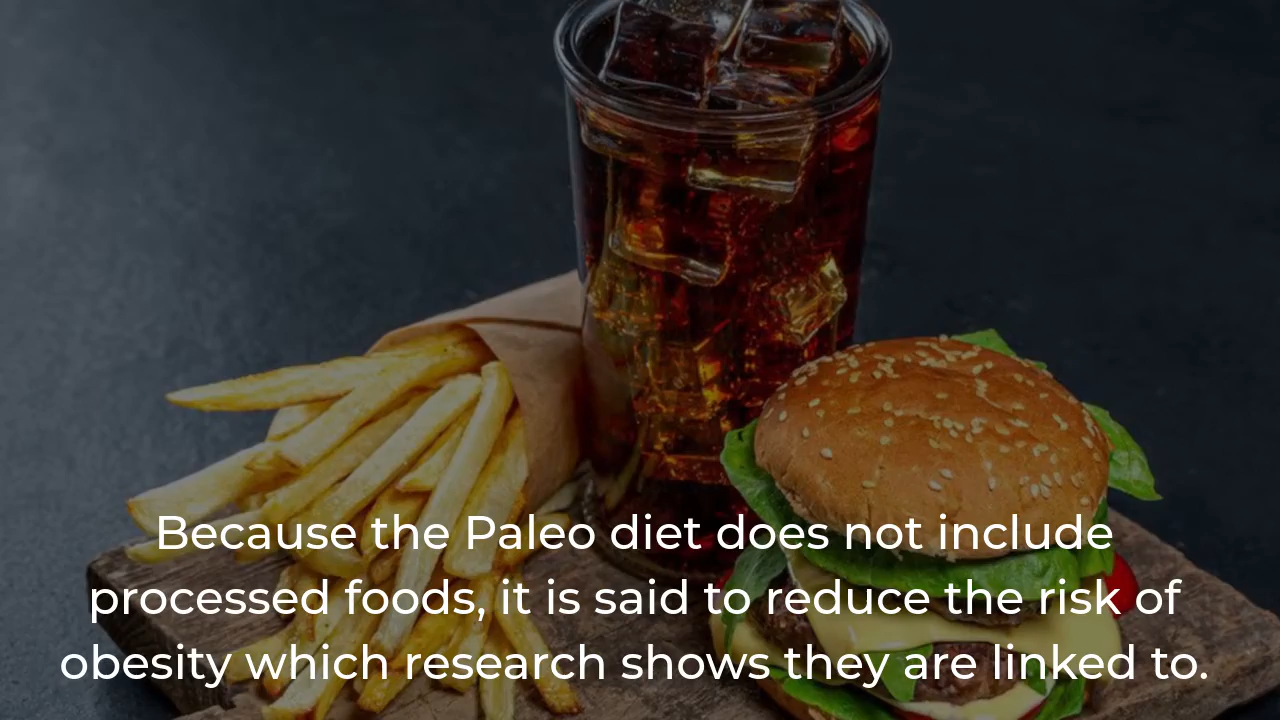 Because the Paleo diet does not include
processed foods, it is said to reduce the risk of
obesity which research shows they are linked to.